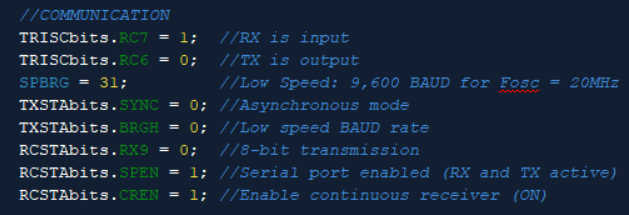 //COMMUNICATION
TRISCbits.RC7 = 1;  //RX is input
TRISCbits.RC6 = 0;  //TX is output
SPBRG = 31;         //Low Speed: 9,600 BAUD for Fosc = 20MHz
TXSTAbits.SYNC = 0; //Asynchronous mode
TXSTAbits.BRGH = 0; //Low speed BAUD rate
RCSTAbits.RX9 = 0;  //8-bit transmission
RCSTAbits.SPEN = 1; //Serial port enabled (RX and TX active)
RCSTAbits.CREN = 1; //Enable continuous receiver (ON)